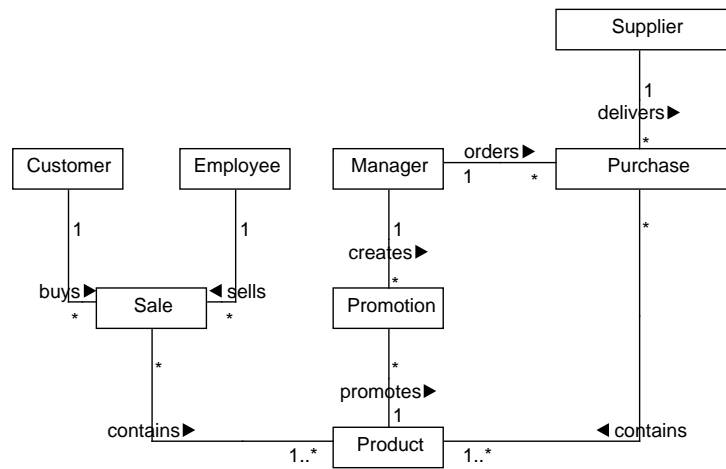 Supplier
1
delivers►
*
Customer
Employee
Manager
orders►
1
*
Purchase
1
1
1
*
creates►
*
buys►
*
Sale
◄ sells
*
Promotion
*
*
promotes►
1
contains►
1..*
Product
1..*
◄ contains